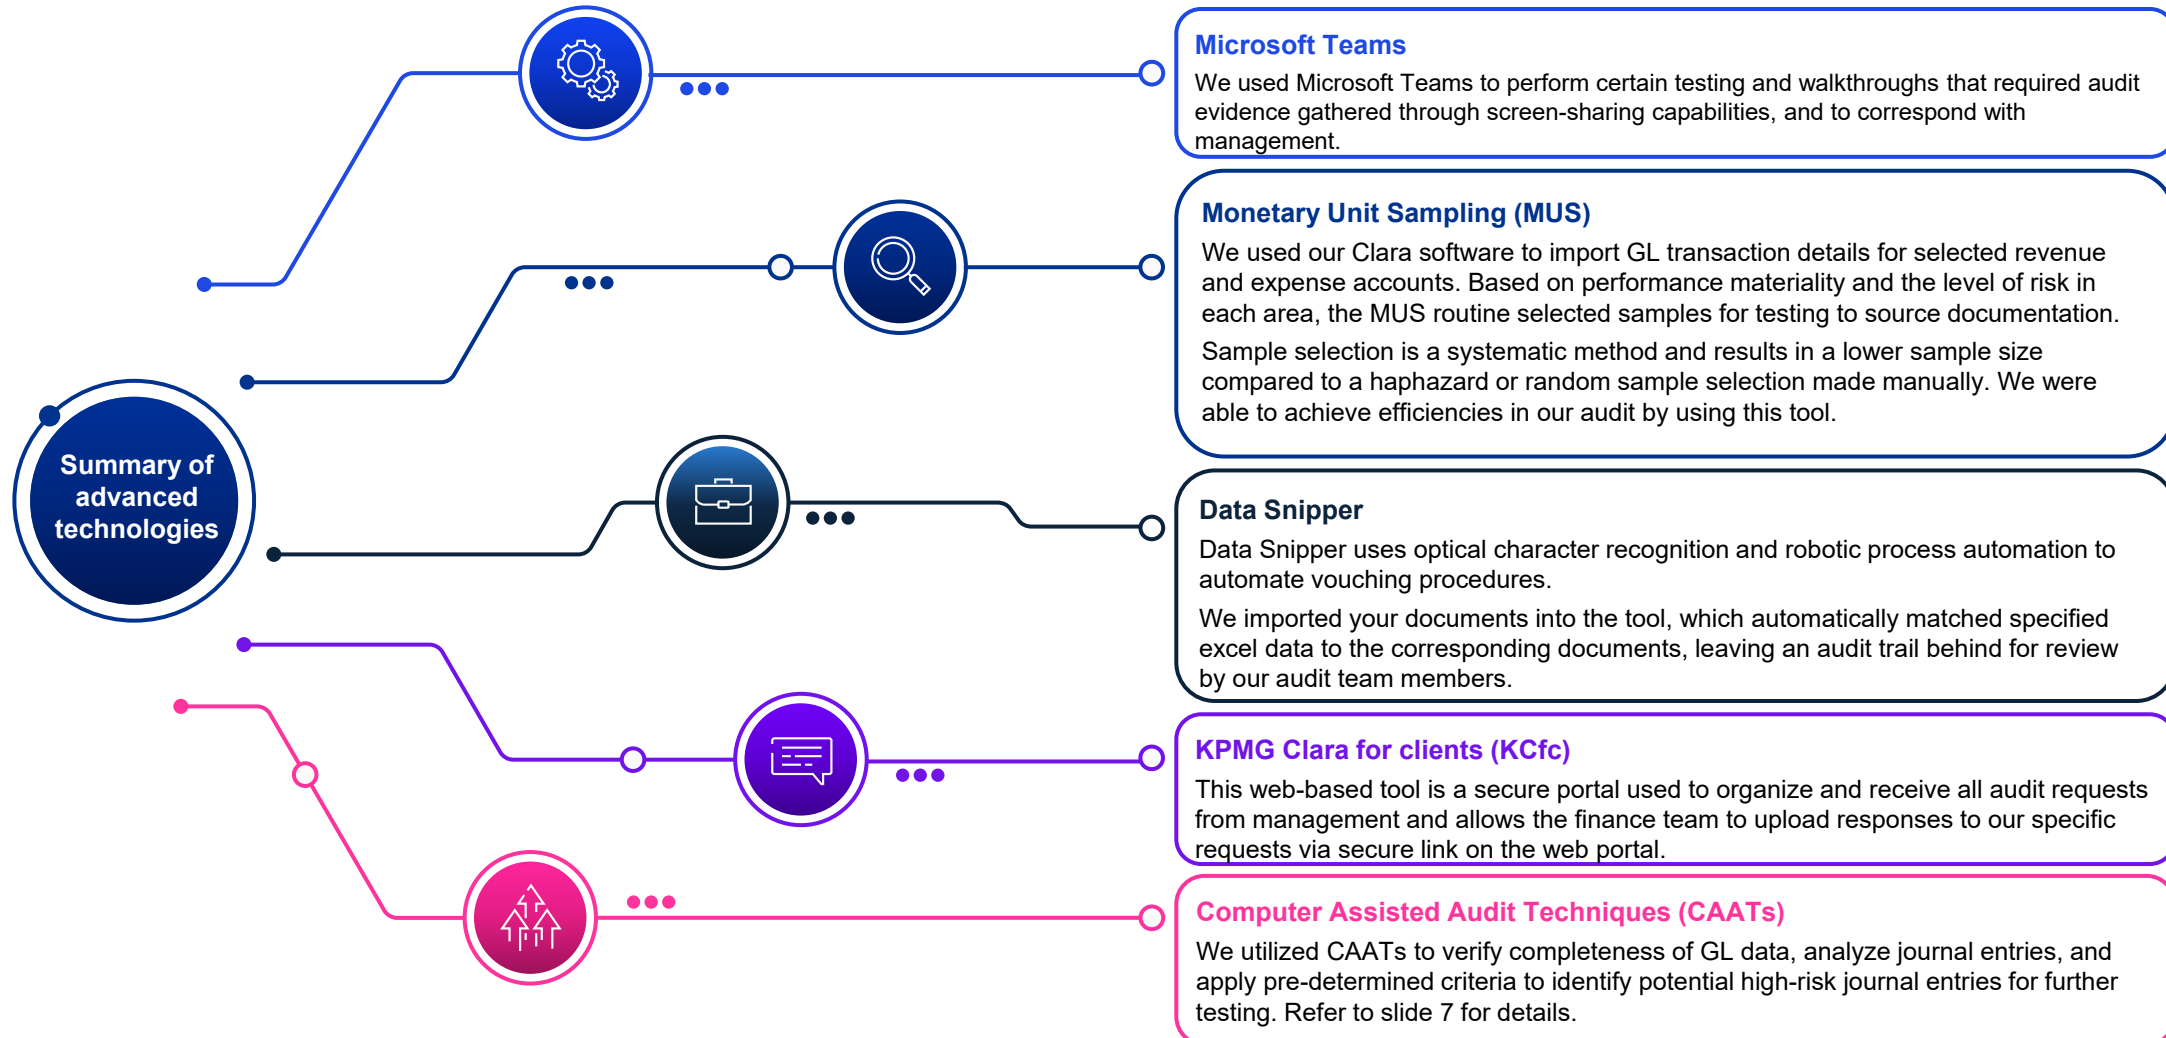 Summary of
advanced
technologies
Microsoft Teams
We used Microsoft Teams to perform certain testing and walkthroughs that required audit
evidence gathered through screen-sharing capabilities, and to correspond with
management.
Monetary Unit Sampling (MUS)
We used our Clara software to import GL transaction details for selected revenue
and expense accounts. Based on performance materiality and the level of risk in
each area, the MUS routine selected samples for testing to source documentation.
Sample selection is a systematic method and results in a lower sample size
compared to a haphazard or random sample selection made manually. We were
able to achieve efficiencies in our audit by using this tool.
Data Snipper
Data Snipper uses optical character recognition and robotic process automation to
automate vouching procedures.
We imported your documents into the tool, which automatically matched specified
excel data to the corresponding documents, leaving an audit trail behind for review
by our audit team members.
KPMG Clara for clients (KCfc)
This web-based tool is a secure portal used to organize and receive all audit requests
from management and allows the finance team to upload responses to our specific
requests via secure link on the web portal.
Computer Assisted Audit Techniques (CAATs)
We utilized CAATs to verify completeness of GL data, analyze journal entries, and
apply pre-determined criteria to identify potential high-risk journal entries for further
testing. Refer to slide 7 for details.